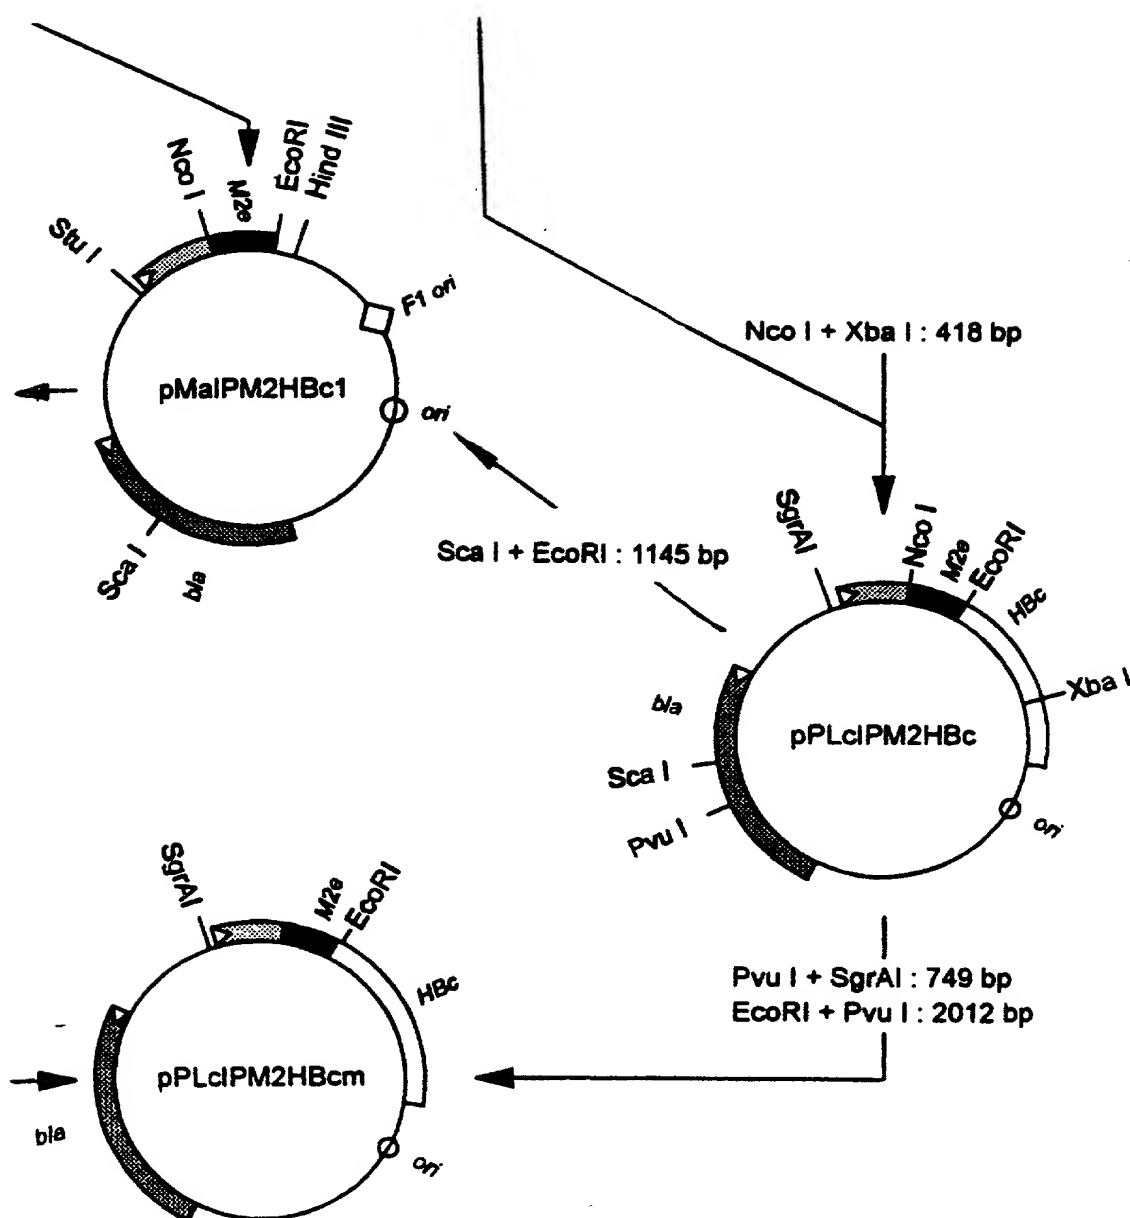 Nco I
M2e
EcoRI
Hind III
Stu I
F1 ori
pMalPM2HBc1
ori
Sca I
bla
Nco I + Xba I : 418 bp
Sca I + EcoRI : 1145 bp
SgrAI
Nco I
M2e
EcoRI
HBc
Xba I
bla
pPLcIPM2HBc
Sca I
Pvu I
ori
Pvu I + SgrAI : 749 bp
EcoRI + Pvu I : 2012 bp
SgrAI
M2e
EcoRI
HBc
pPLcIPM2HBcm
bla
ori